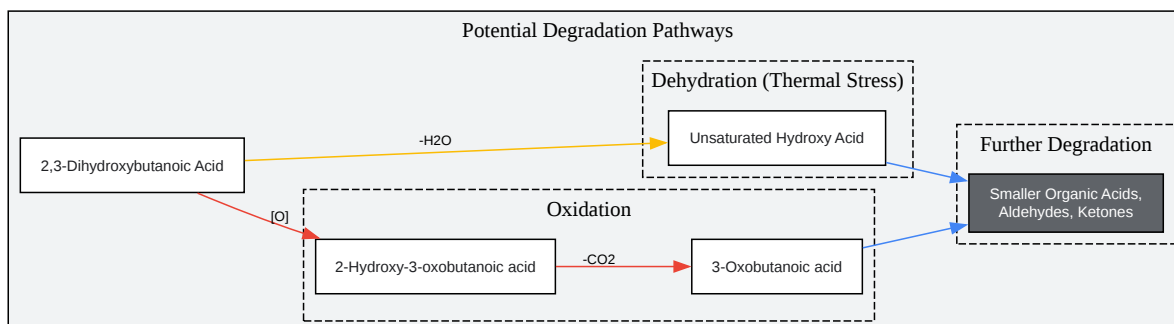 Potential Degradation Pathways
Dehydration (Thermal Stress)
-H2O
Unsaturated Hydroxy Acid
2,3-Dihydroxybutanoic Acid
Further Degradation
Smaller Organic Acids,
Aldehydes, Ketones
[O]
Oxidation
2-Hydroxy-3-oxobutanoic acid
-CO2
3-Oxobutanoic acid